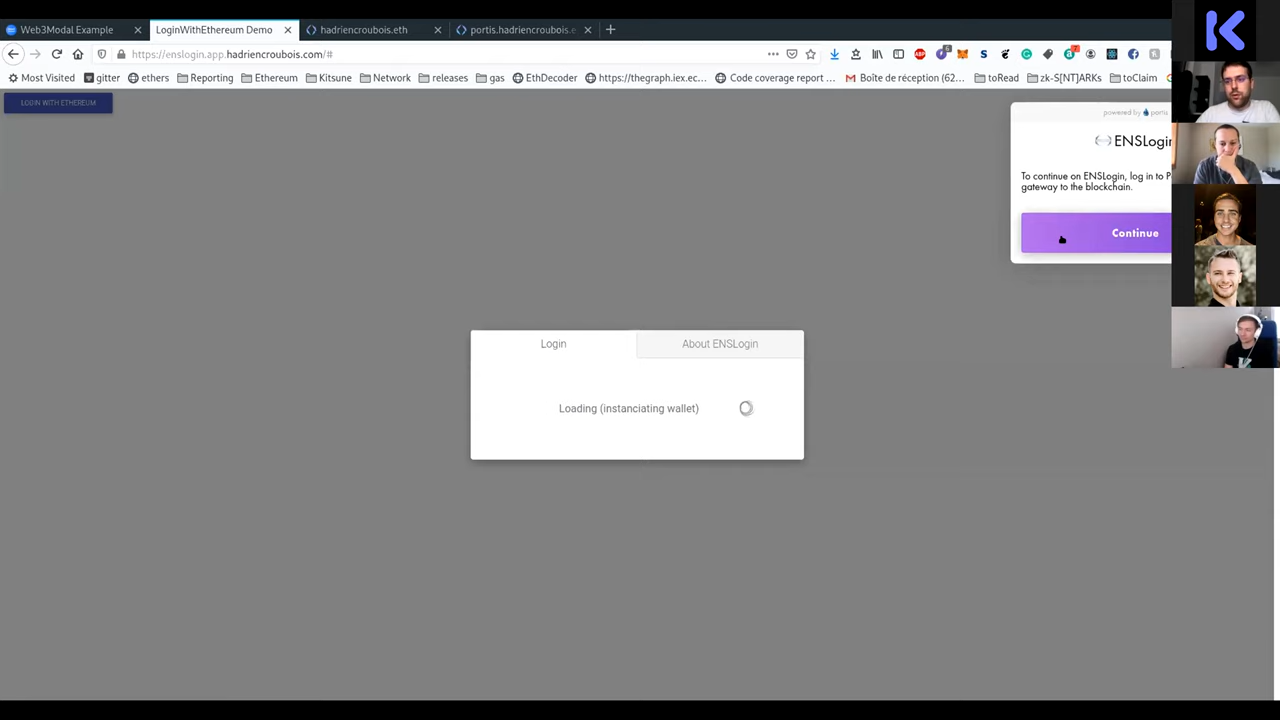 Web3Modal Example
LoginWithEthereum Demo
hadriencroubois.eth
portis.hadriencroubois.e
https://enslogin.app.hadriencroubois.com/#
Most Visited
gitter
ethers
Reporting
Ethereum
Kitsune
Network
releases
gas
EthDecoder
https://thegraph.iex.ec…
Code coverage report …
Boîte de réception (62…
toRead
zk-S[NT]ARKs
toClaim
LOGIN WITH ETHEREUM
powered by portis
ENSLogin
To continue on ENSLogin, log in to P
gateway to the blockchain.
Continue
Login
About ENSLogin
Loading (instanciating wallet)